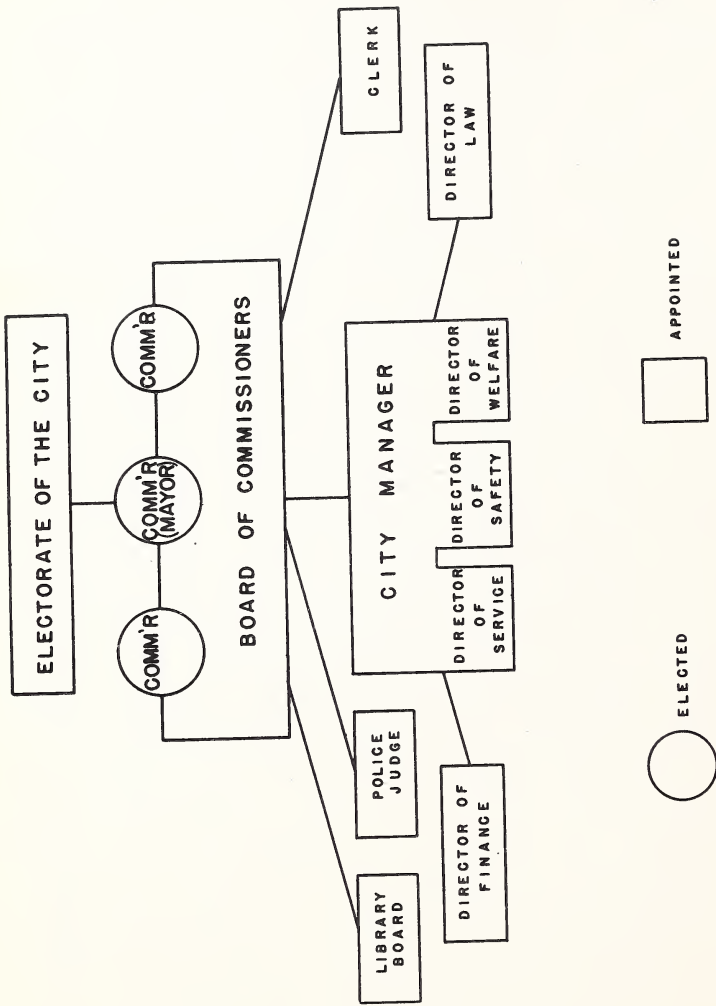 ELECTORATE OF THE CITY
COMM'R
COMM'R
(MAYOR)
COMM'R
BOARD OF COMMISSIONERS
LIBRARY
BOARD
POLICE
JUDGE
CLERK
CITY MANAGER
DIRECTOR
OF
SERVICE
DIRECTOR
OF
SAFETY
DIRECTOR
OF
WELFARE
DIRECTOR OF
FINANCE
DIRECTOR OF
LAW
ELECTED
APPOINTED